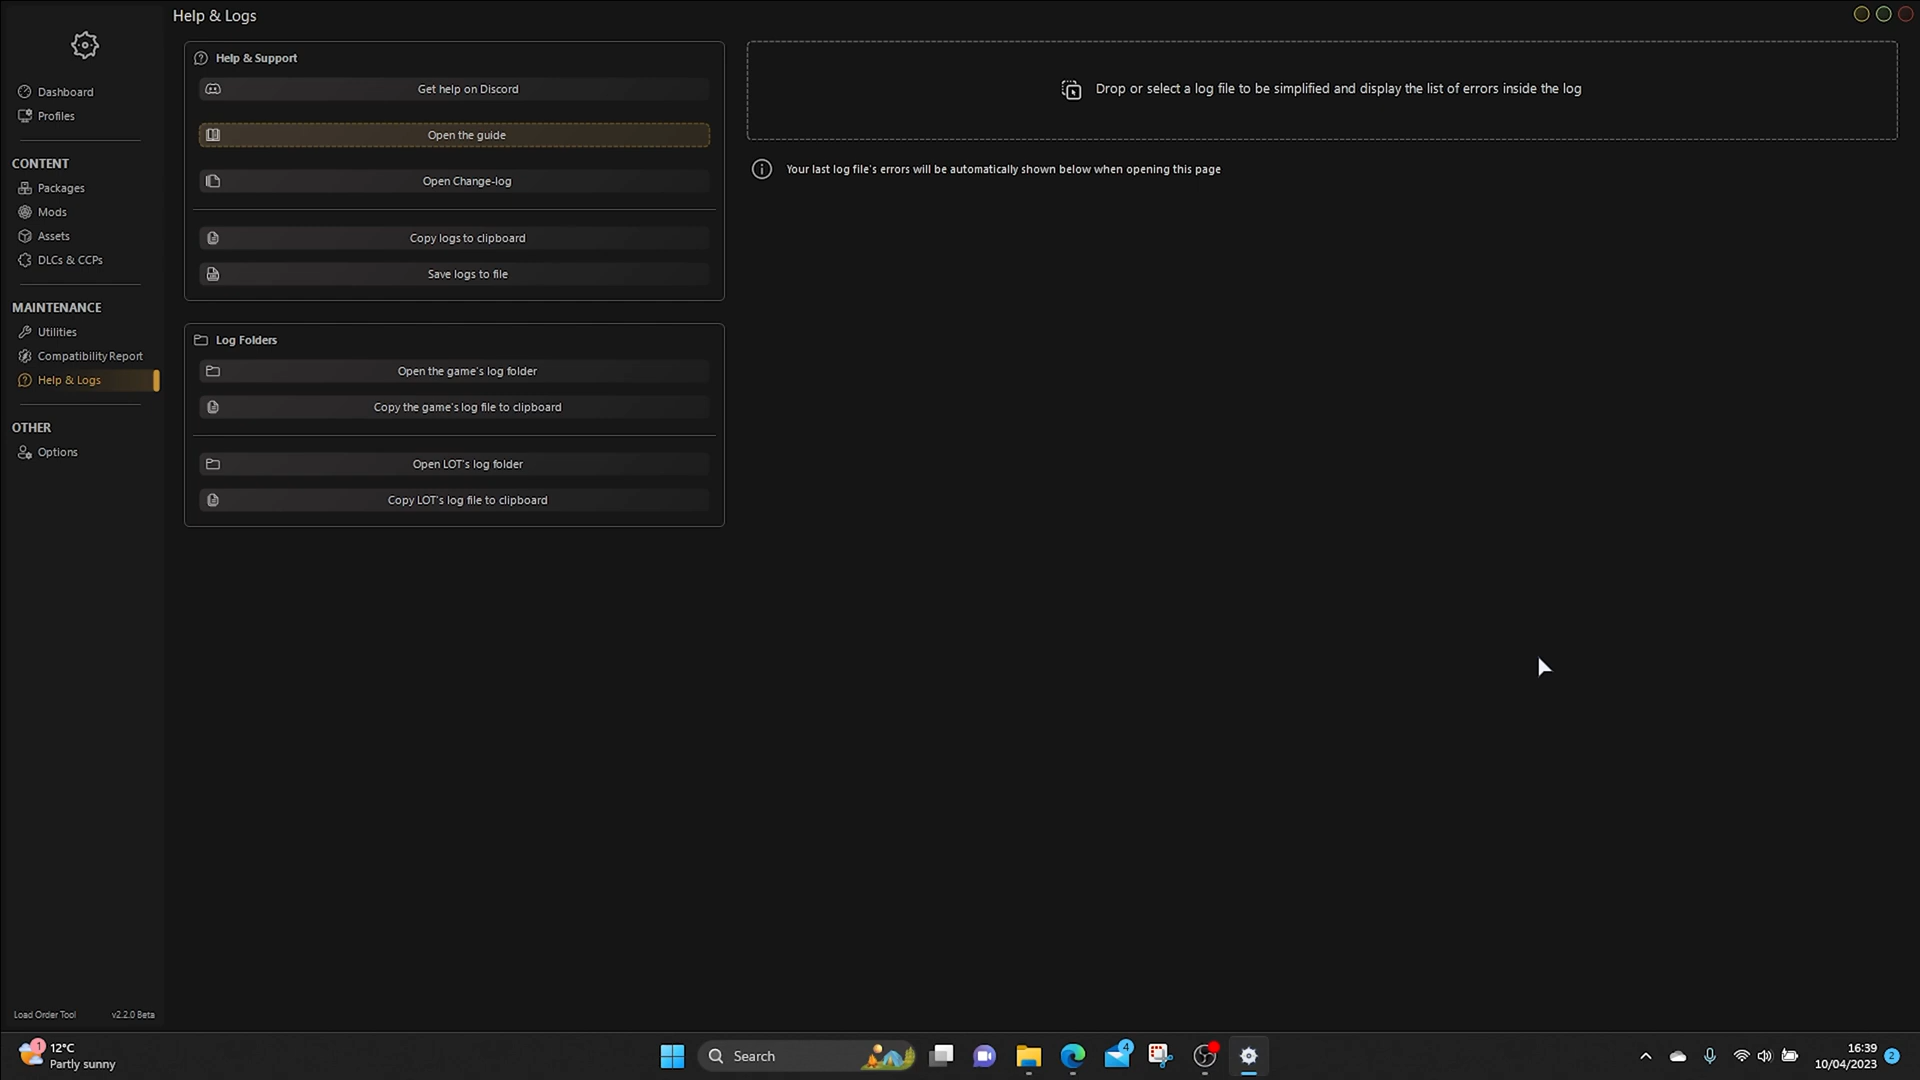 Help & Logs
Dashboard
Profiles
CONTENT
Packages
Mods
Assets
DLCs & CCPs
MAINTENANCE
Utilities
Compatibility Report
Help & Logs
OTHER
Options
Load Order Tool v2.2.0 Beta
Help & Support
Get help on Discord
Open the guide
Open Change-log
Copy logs to clipboard
Save logs to file
Log Folders
Open the game's log folder
Copy the game's log file to clipboard
Open LOT's log folder
Copy LOT's log file to clipboard
Drop or select a log file to be simplified and display the list of errors inside the log
Your last log file's errors will be automatically shown below when opening this page
1
12°C
Partly sunny
Search
4
16:39
10/04/2023
2